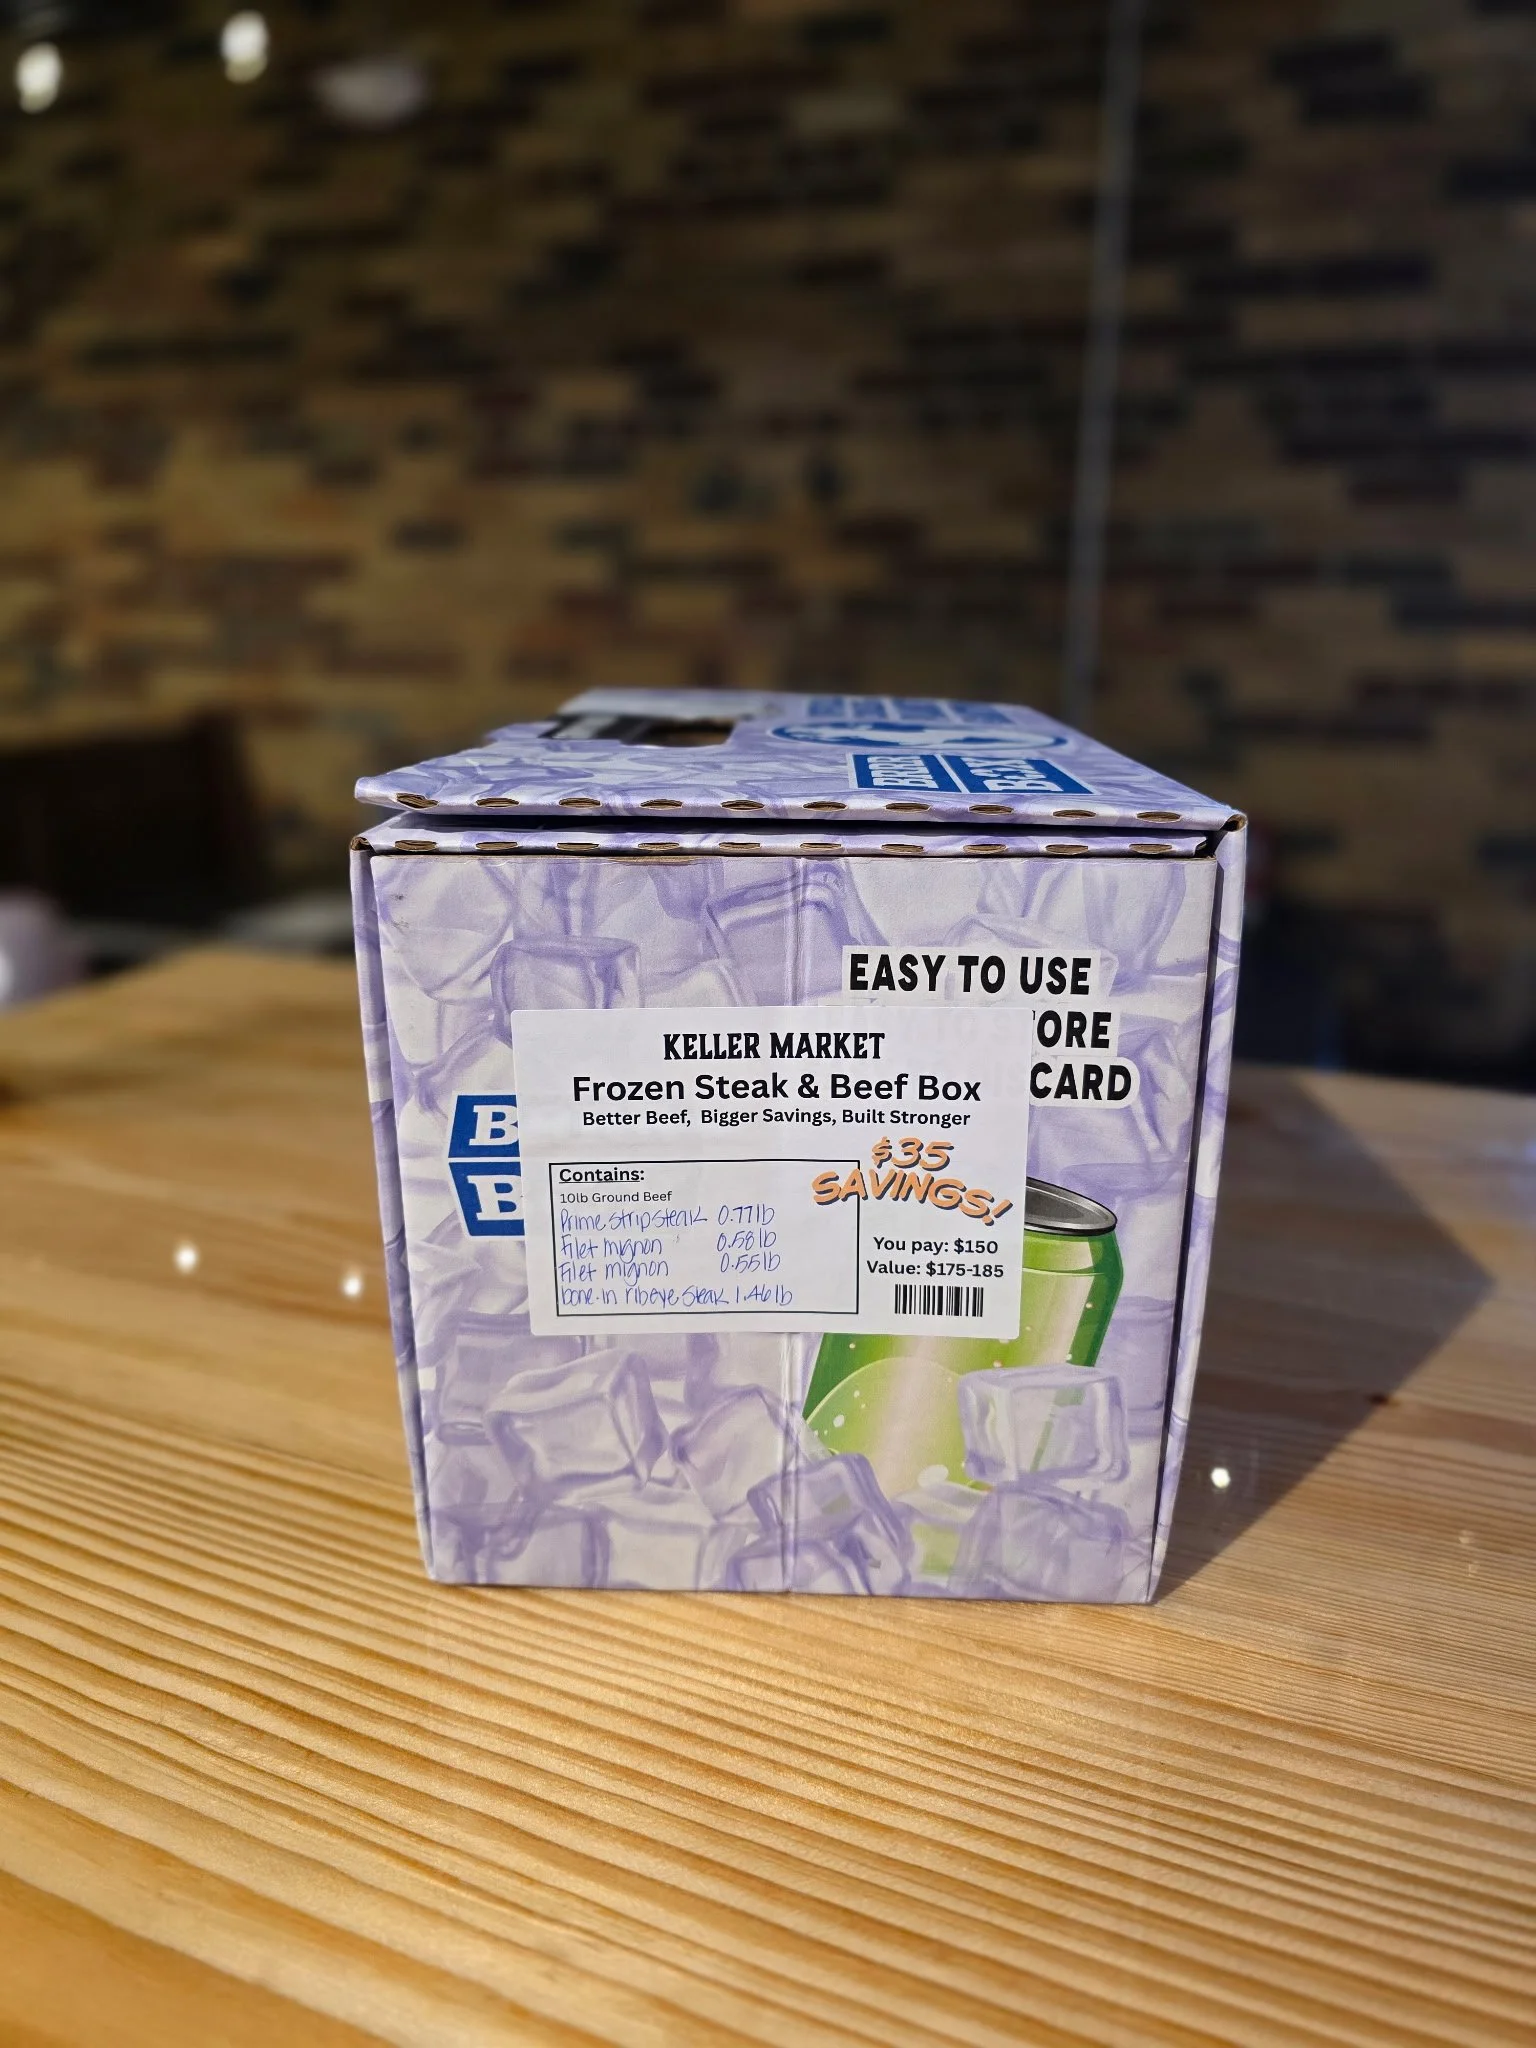 BRRR
BOX
EASY TO USE
ORE
CARD
B
B
KELLER MARKET
Frozen Steak & Beef Box
Better Beef, Bigger Savings, Built Stronger
$35
SAVINGS!
Contains:
10lb Ground Beef
Prime strip steak 0.77lb
Filet mignon 0.58lb
Filet mignon 0.55lb
bone-in ribeye steak 1.46lb
You pay: $150
Value: $175-185